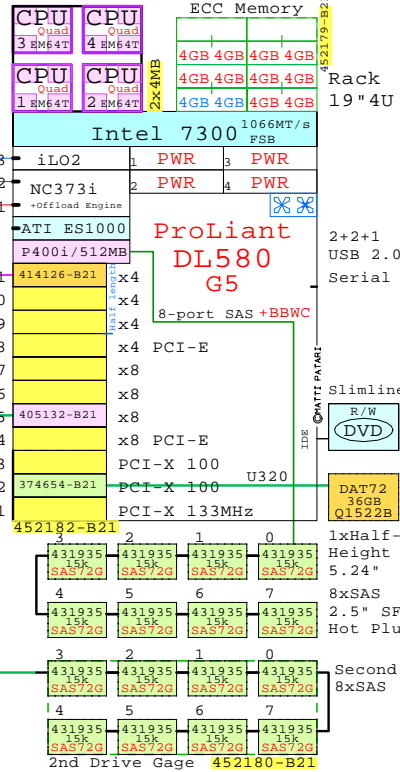 ECC Memory
452179-B21
CPU CPU
Quad Quad
3 EM64T 4 EM64T
CPU CPU
Quad Quad
1 EM64T 2 EM64T
2x4MB
4GB 4GB 4GB 4GB
4GB 4GB 4GB 4GB
4GB 4GB 4GB 4GB
Rack
19"4U
Intel 7300 1066MT/s
FSB
iLO2
1 PWR 3 PWR
NC373i
+Offload Engine
2 PWR 4 PWR
ATI ES1000
P400i/512MB
ProLiant
DL580
G5
2+2+1
USB 2.0
Serial
414126-B21
Half length
x4
x4
8-port SAS +BBWC
x4
x4 PCI-E
x8
x8
405132-B21
x8
x8 PCI-E
©MATTI PATARI
IDE
Slimline
R/W
DVD
PCI-X 100
374654-B21
PCI-X 100
U320
PCI-X 133MHz
DAT72
36GB
Q1522B
452182-B21
3 2 1 0
431935 431935 431935 431935
15k 15k 15k 15k
SAS72G SAS72G SAS72G SAS72G
1xHalf-
Height
5.24"
4 5 6 7
431935 431935 431935 431935
15k 15k 15k 15k
SAS72G SAS72G SAS72G SAS72G
8xSAS
2.5" SF
Hot Plu
3 2 1 0
431935 431935 431935 431935
15k 15k 15k 15k
SAS72G SAS72G SAS72G SAS72G
Second
8xSAS
4 5 6 7
431935 431935 431935 431935
15k 15k 15k 15k
SAS72G SAS72G SAS72G SAS72G
2nd Drive Gage 452180-B21